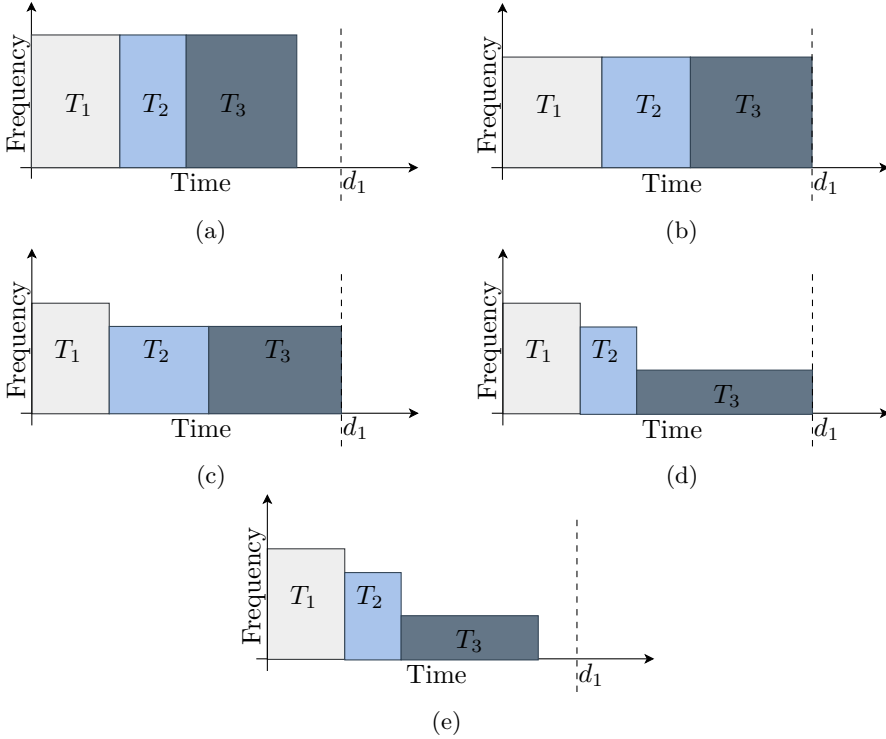 Frequency
T₁ T₂ T₃
Time d₁
(a)
Frequency
T₁ T₂ T₃
Time d₁
(b)
Frequency
T₁ T₂ T₃
Time d₁
(c)
Frequency
T₁ T₂
T₃
Time d₁
(d)
Frequency
T₁ T₂
T₃
Time d₁
(e)